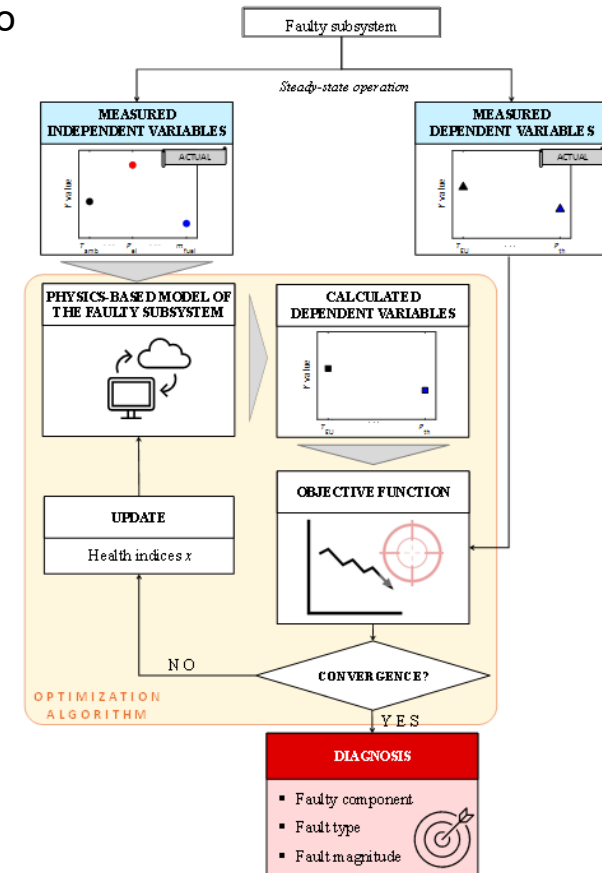 o
Faulty subsystem
Steady-state operation
MEASURED
INDEPENDENT VARIABLES
ACTUAL
Y value
T amb
...
P el
...
m fuel
MEASURED
DEPENDENT VARIABLES
ACTUAL
Y value
T EU
...
P th
PHYSICS-BASED MODEL OF
THE FAULTY SUBSYSTEM
CALCULATED
DEPENDENT VARIABLES
Y value
T EU
...
P th
UPDATE
Health indices x
OBJECTIVE FUNCTION
CONVERGENCE?
NO
YES
OPTIMIZATION
ALGORITHM
DIAGNOSIS
▪ Faulty component
▪ Fault type
▪ Fault magnitude